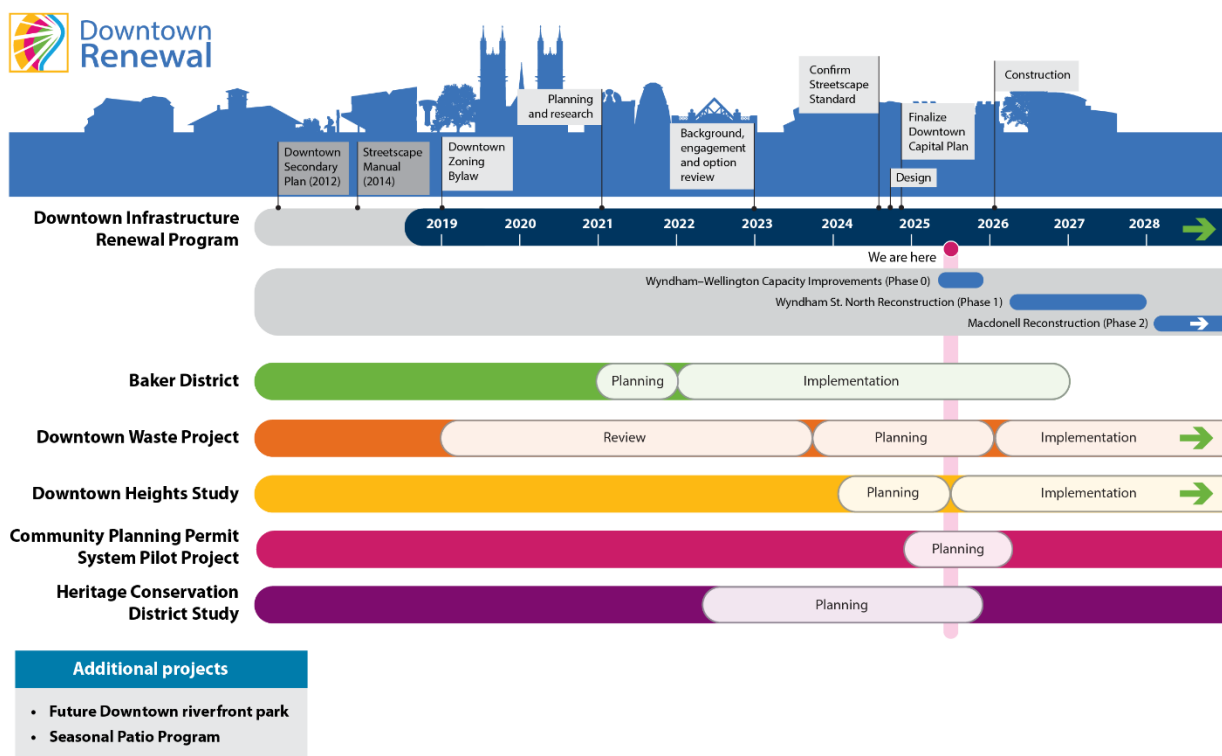 Downtown
Renewal
Downtown
Secondary
Plan (2012)
Streetscape
Manual
(2014)
Downtown
Zoning
Bylaw
Planning
and research
Background,
engagement
and option
review
Confirm
Streetscape
Standard
Design
Finalize
Downtown
Capital Plan
Construction
Downtown Infrastructure
Renewal Program
2019 2020 2021 2022 2023 2024 2025 2026 2027 2028
We are here
Wyndham–Wellington Capacity Improvements (Phase 0)
Wyndham St. North Reconstruction (Phase 1)
Macdonell Reconstruction (Phase 2)
Baker District
Planning
Implementation
Downtown Waste Project
Review
Planning
Implementation
Downtown Heights Study
Planning
Implementation
Community Planning Permit
System Pilot Project
Planning
Heritage Conservation
District Study
Planning
Additional projects
• Future Downtown riverfront park
• Seasonal Patio Program